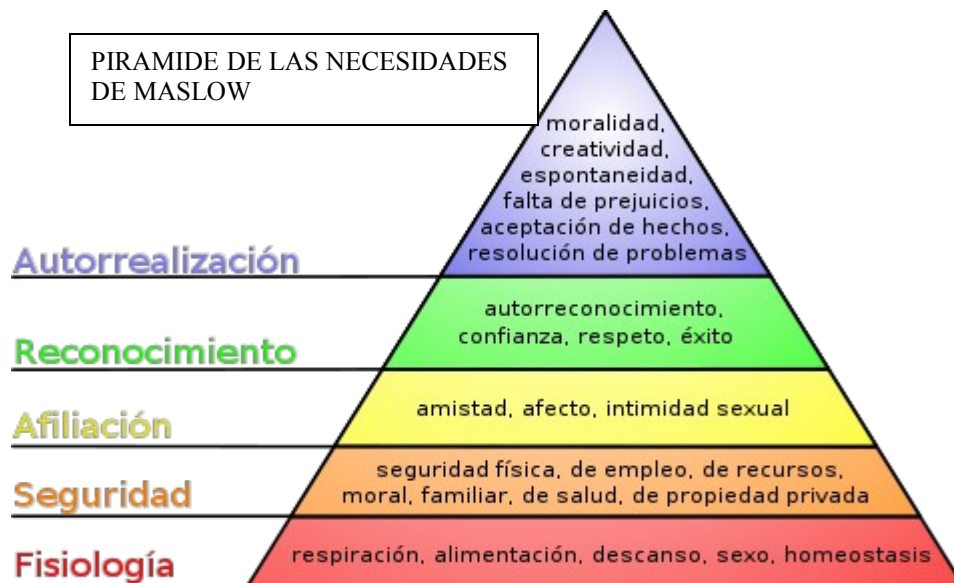 PIRAMIDE DE LAS NECESIDADES
DE MASLOW
moralidad,
creatividad,
espontaneidad,
falta de prejuicios,
aceptación de hechos,
resolución de problemas
Autorrealización
autorreconocimiento,
confianza, respeto, éxito
Reconocimiento
amistad, afecto, intimidad sexual
Afiliación
seguridad física, de empleo, de recursos,
moral, familiar, de salud, de propiedad privada
Seguridad
respiración, alimentación, descanso, sexo, homeostasis
Fisiología